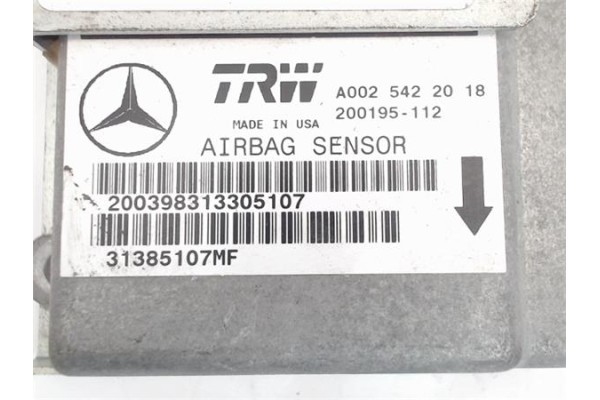 TRW A002 542 20 18
MADE IN USA 200195-112
AIRBAG SENSOR
200398313305107
31385107MF